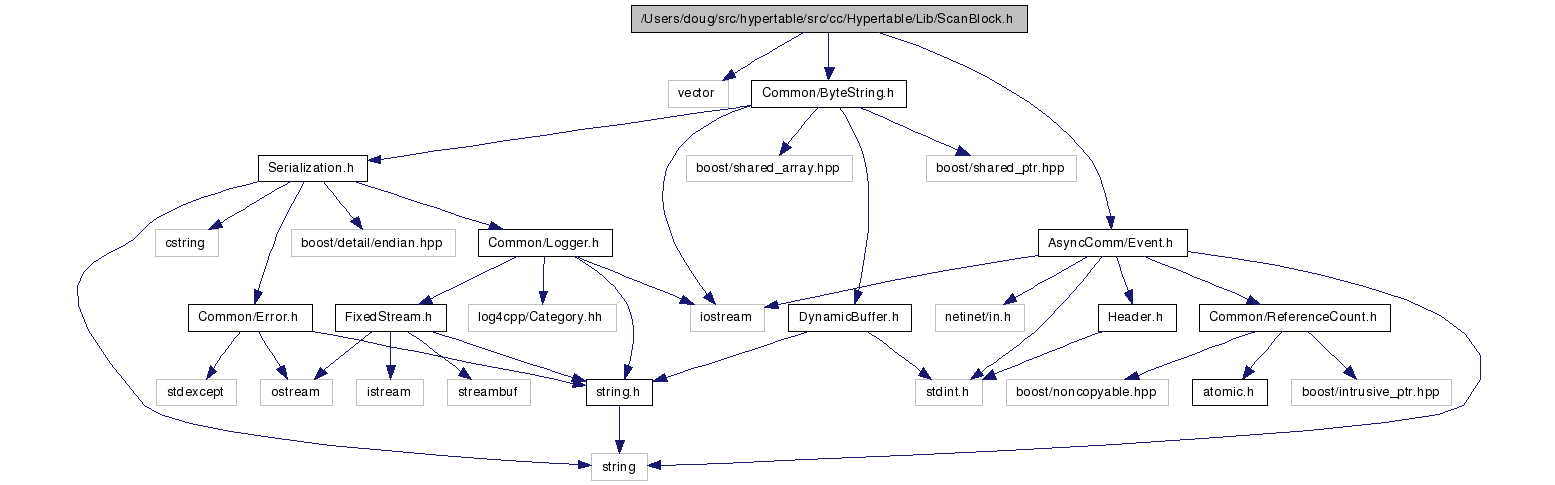 /Users/doug/src/hypertable/src/cc/Hypertable/Lib/ScanBlock.h
vector
Common/ByteString.h
Serialization.h
boost/shared_array.hpp
boost/shared_ptr.hpp
cstring
boost/detail/endian.hpp
Common/Logger.h
AsyncComm/Event.h
Common/Error.h
FixedStream.h
log4cpp/Category.hh
iostream
DynamicBuffer.h
netinet/in.h
Header.h
Common/ReferenceCount.h
stdexcept
ostream
istream
streambuf
string.h
stdint.h
boost/noncopyable.hpp
atomic.h
boost/intrusive_ptr.hpp
string